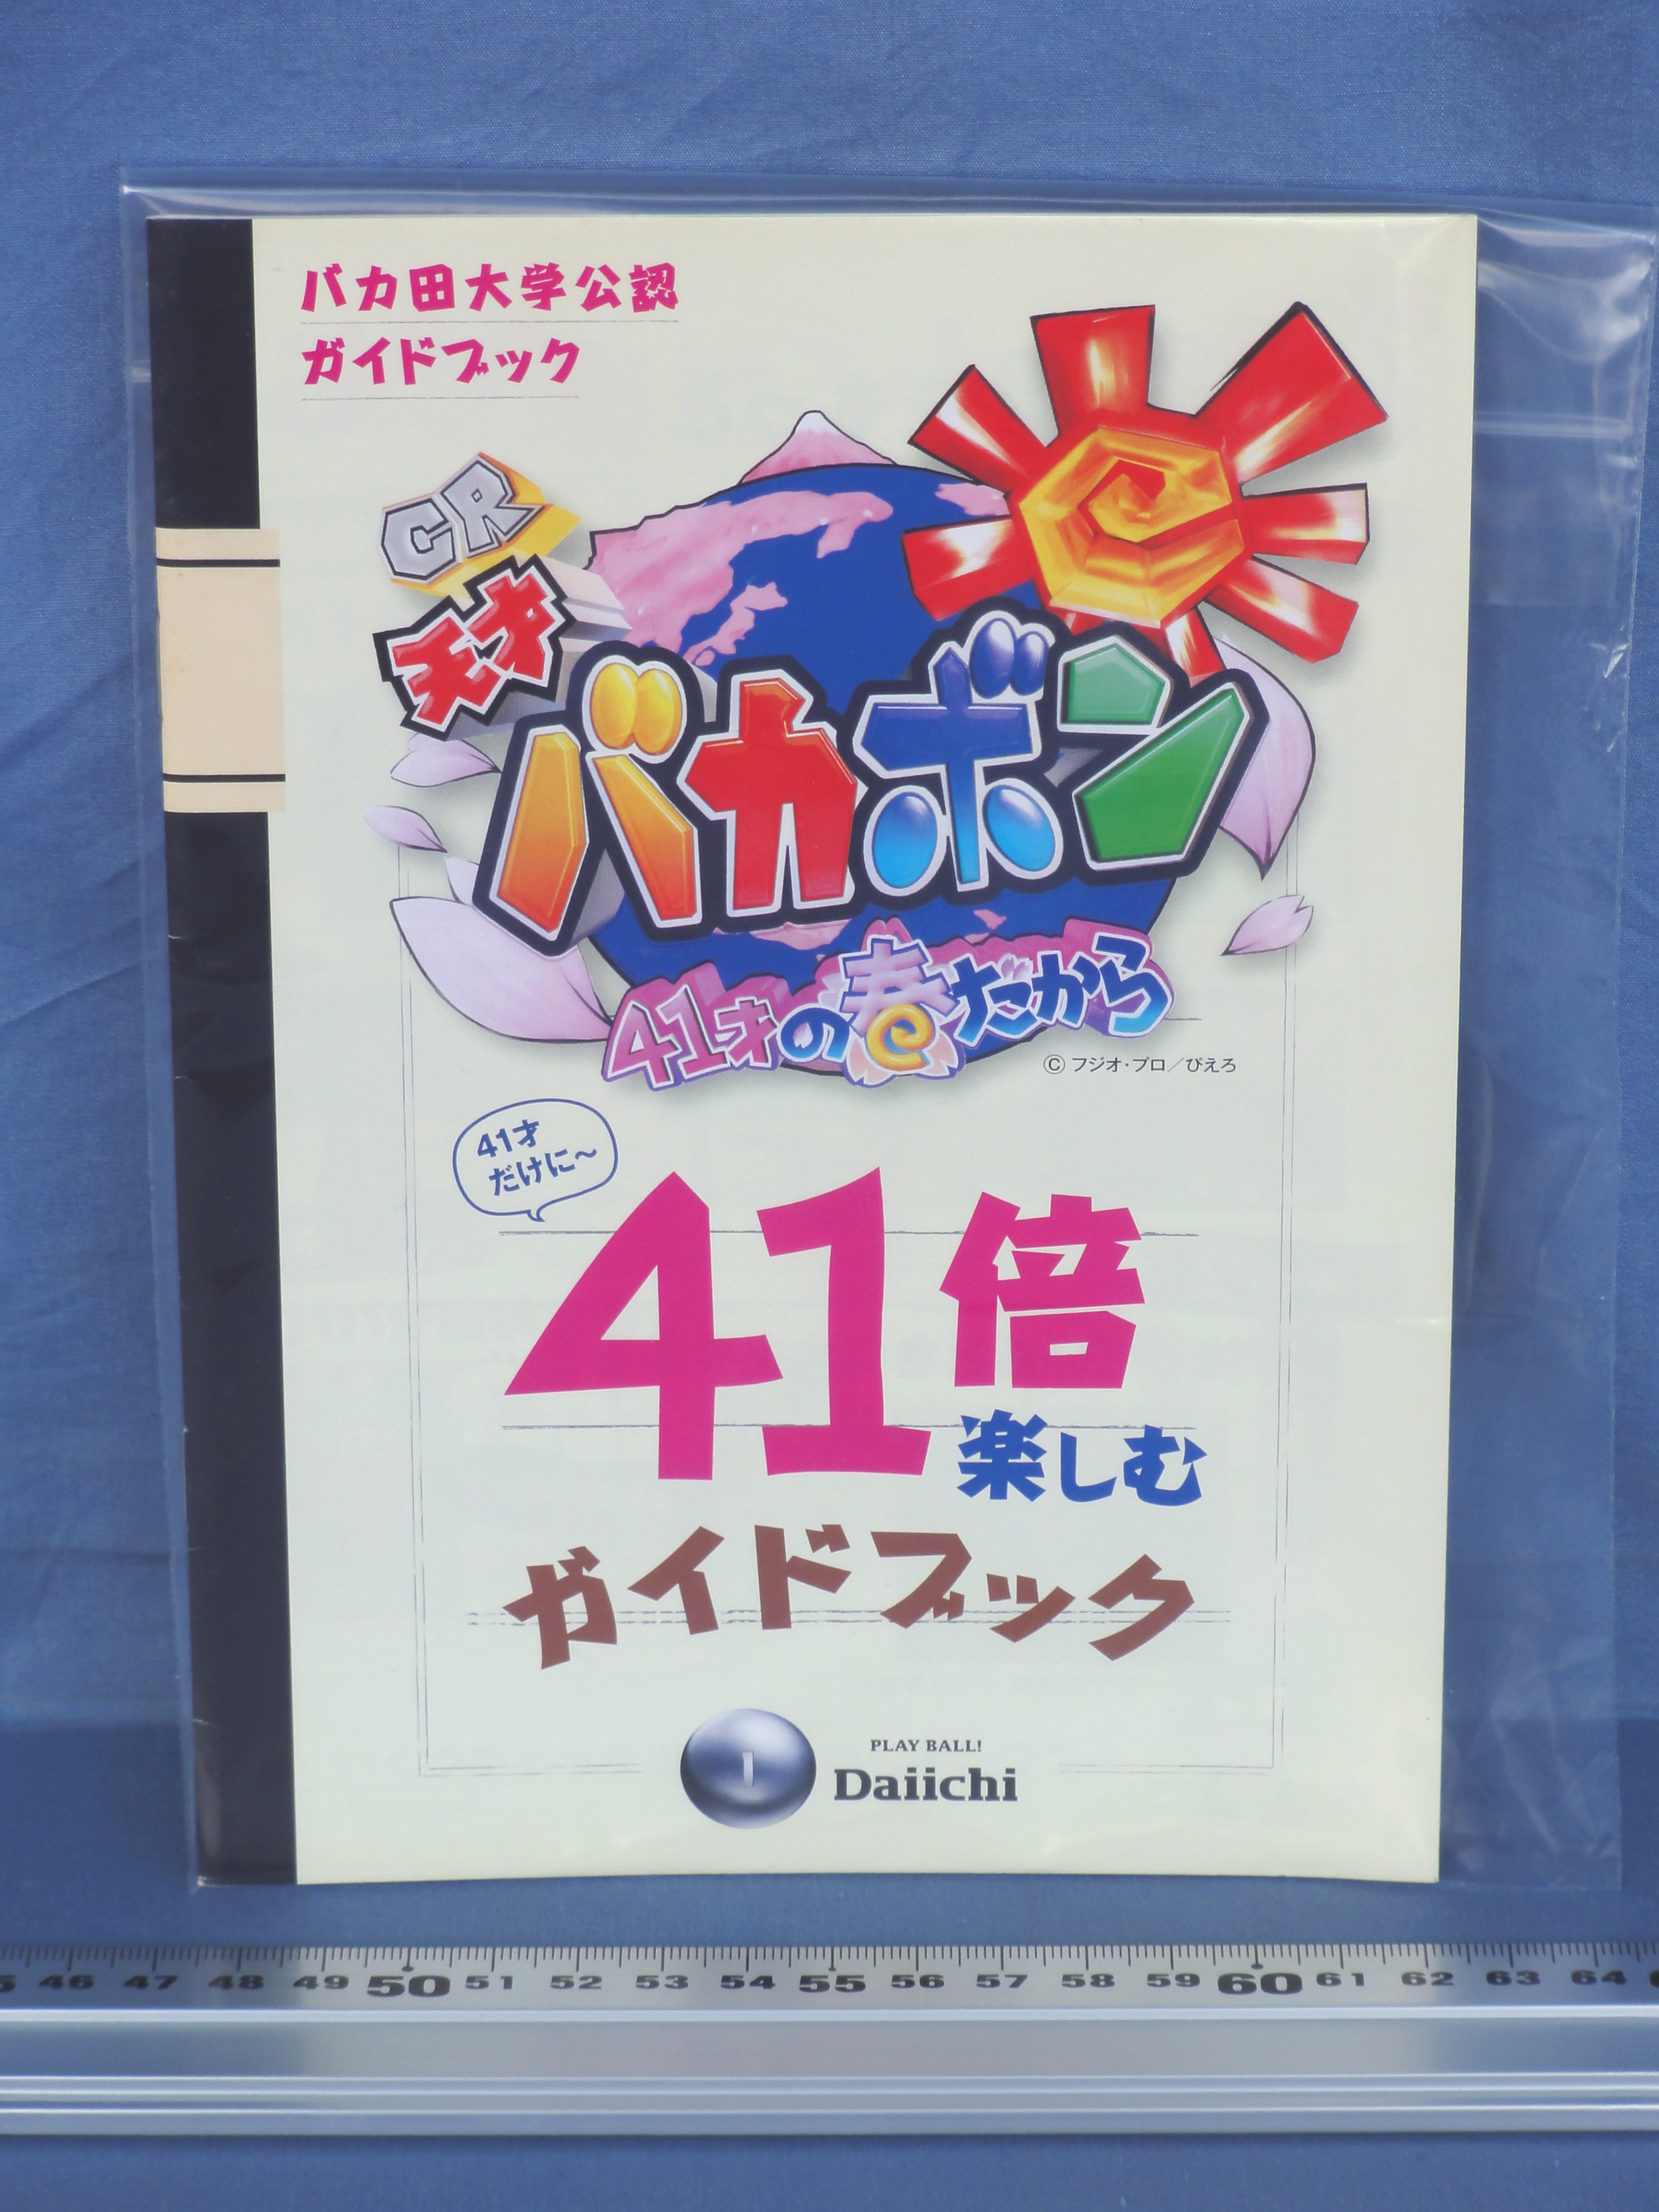 バカ田大学公認
ガイドブック
CR
天才
バカボン
41才の春だから
© フジオ・プロ／ぴえろ
41才
だけに〜
41倍
楽しむ
ガイドブック
PLAY BALL!
Daiichi
46 47 48 49 50 51 52 53 54 55 56 57 58 59 60 61 62 63 64